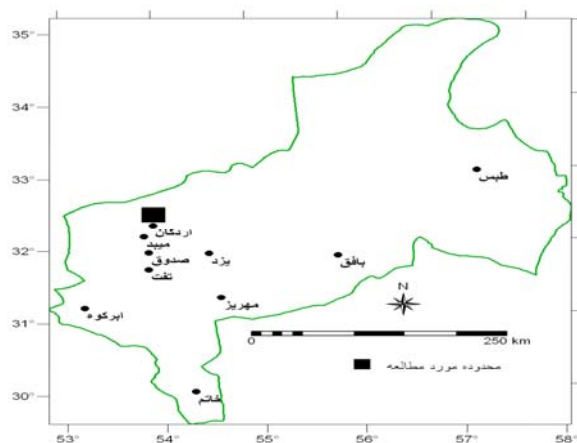 35°
34°
33°
طبس
اردکان
میبد
32°
صدوق
یزد
بافق
تفت
مهریز
ابرکوه
N
31°
0
250 km
محدوده مورد مطالعه
30°
خاتم
53°
54°
55°
56°
57°
58°